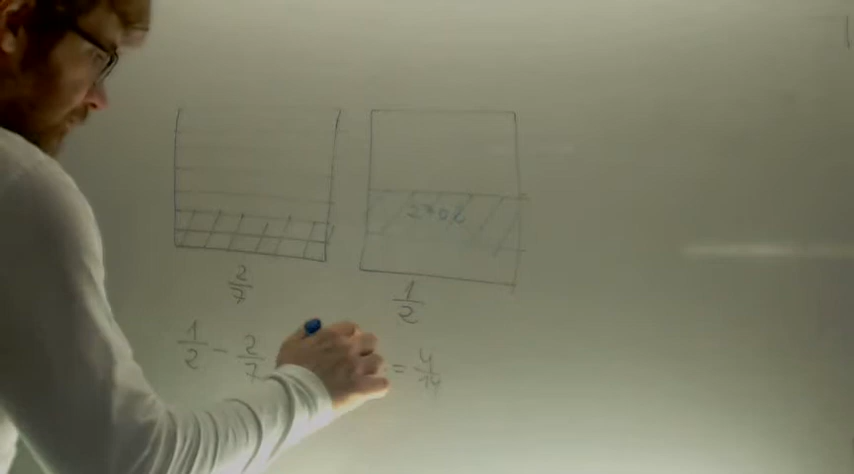 2/7
1/2
1/2 - 2/7 = 4/14